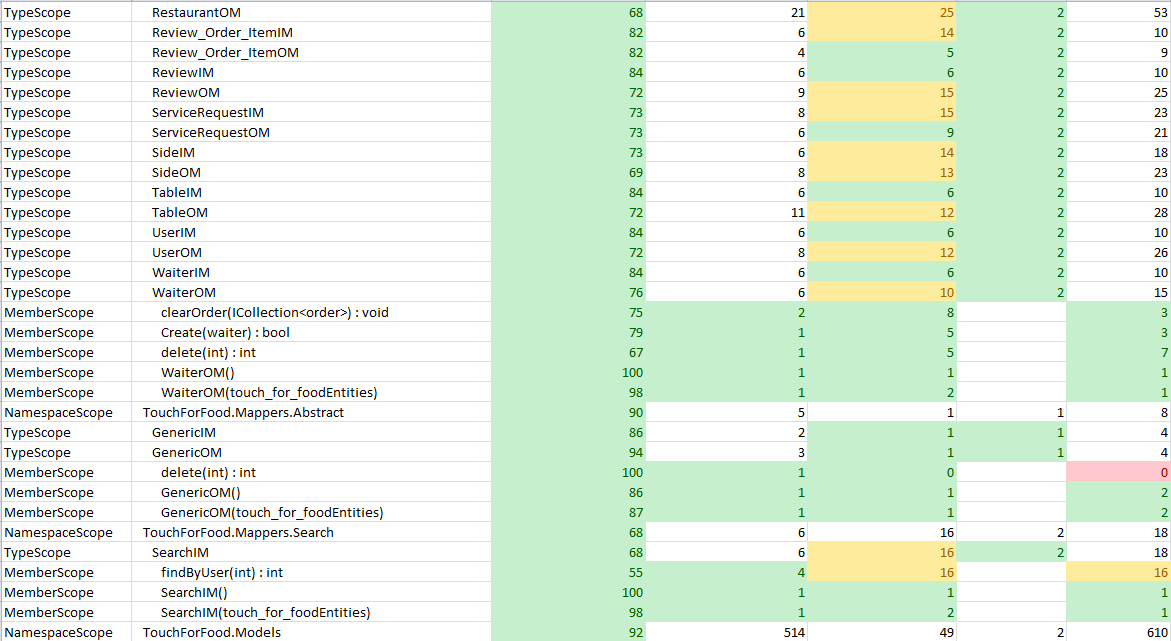 TypeScope RestaurantOM 68 21 25 2 53
TypeScope Review_Order_ItemIM 82 6 14 2 10
TypeScope Review_Order_ItemOM 82 4 5 2 9
TypeScope ReviewIM 84 6 6 2 10
TypeScope ReviewOM 72 9 15 2 25
TypeScope ServiceRequestIM 73 8 15 2 23
TypeScope ServiceRequestOM 73 6 9 2 21
TypeScope SideIM 73 6 14 2 18
TypeScope SideOM 69 8 13 2 23
TypeScope TableIM 84 6 6 2 10
TypeScope TableOM 72 11 12 2 28
TypeScope UserIM 84 6 6 2 10
TypeScope UserOM 72 8 12 2 26
TypeScope WaiterIM 84 6 6 2 10
TypeScope WaiterOM 76 6 10 2 15
MemberScope clearOrder(ICollection<order>) : void 75 2 8 3
MemberScope Create(waiter) : bool 79 1 5 3
MemberScope delete(int) : int 67 1 5 7
MemberScope WaiterOM() 100 1 1 1
MemberScope WaiterOM(touch_for_foodEntities) 98 1 2 1
NamespaceScope TouchForFood.Mappers.Abstract 90 5 1 1 8
TypeScope GenericIM 86 2 1 1 4
TypeScope GenericOM 94 3 1 1 4
MemberScope delete(int) : int 100 1 0 0
MemberScope GenericOM() 86 1 1 2
MemberScope GenericOM(touch_for_foodEntities) 87 1 1 2
NamespaceScope TouchForFood.Mappers.Search 68 6 16 2 18
TypeScope SearchIM 68 6 16 2 18
MemberScope findByUser(int) : int 55 4 16 16
MemberScope SearchIM() 100 1 1 1
MemberScope SearchIM(touch_for_foodEntities) 98 1 2 1
NamespaceScope TouchForFood.Models 92 514 49 2 610